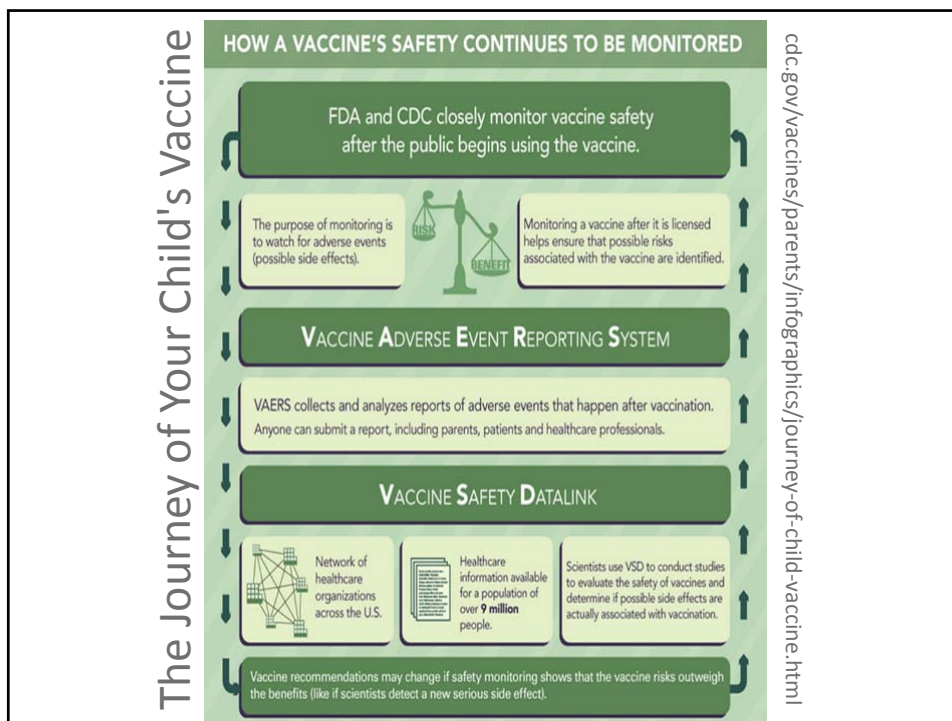 The Journey of Your Child's Vaccine
HOW A VACCINE'S SAFETY CONTINUES TO BE MONITORED
FDA and CDC closely monitor vaccine safety
after the public begins using the vaccine.
The purpose of monitoring is
to watch for adverse events
(possible side effects).
RISK
BENEFIT
Monitoring a vaccine after it is licensed
helps ensure that possible risks
associated with the vaccine are identified.
VACCINE ADVERSE EVENT REPORTING SYSTEM
VAERS collects and analyzes reports of adverse events that happen after vaccination.
Anyone can submit a report, including parents, patients and healthcare professionals.
VACCINE SAFETY DATALINK
Network of
healthcare
organizations
across the U.S.
Healthcare
information available
for a population of
over 9 million
people.
Scientists use VSD to conduct studies
to evaluate the safety of vaccines and
determine if possible side effects are
actually associated with vaccination.
Vaccine recommendations may change if safety monitoring shows that the vaccine risks outweigh
the benefits (like if scientists detect a new serious side effect).
cdc.gov/vaccines/parents/infographics/journey-of-child-vaccine.html